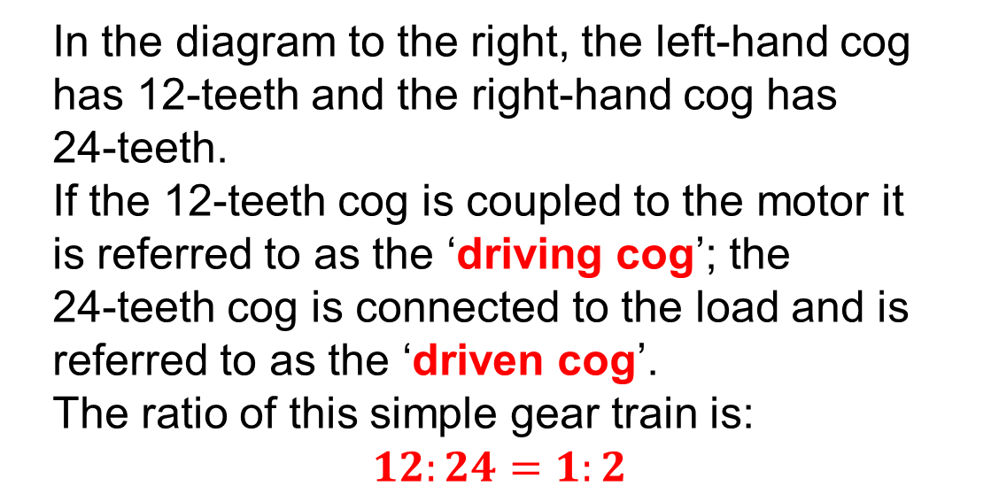 In the diagram to the right, the left-hand cog
has 12-teeth and the right-hand cog has
24-teeth.
If the 12-teeth cog is coupled to the motor it
is referred to as the ‘driving cog’; the
24-teeth cog is connected to the load and is
referred to as the ‘driven cog’.
The ratio of this simple gear train is:
12: 24 = 1: 2